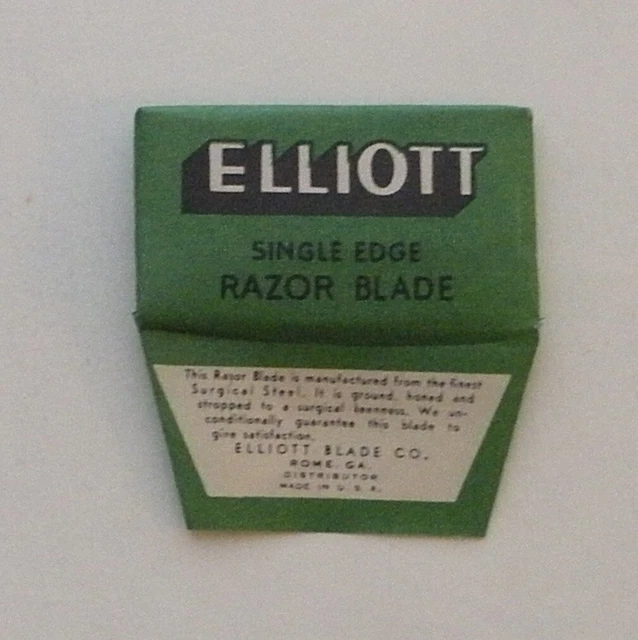 ELLIOTT
SINGLE EDGE
RAZOR BLADE
This Razor Blade is manufactured from the finest
Surgical Steel. It is ground, honed and
stropped to a surgical keenness. We un-
conditionally guarantee this blade to
give satisfaction.
ELLIOTT BLADE CO.
ROME, GA.
DISTRIBUTOR
MADE IN U. S. A.